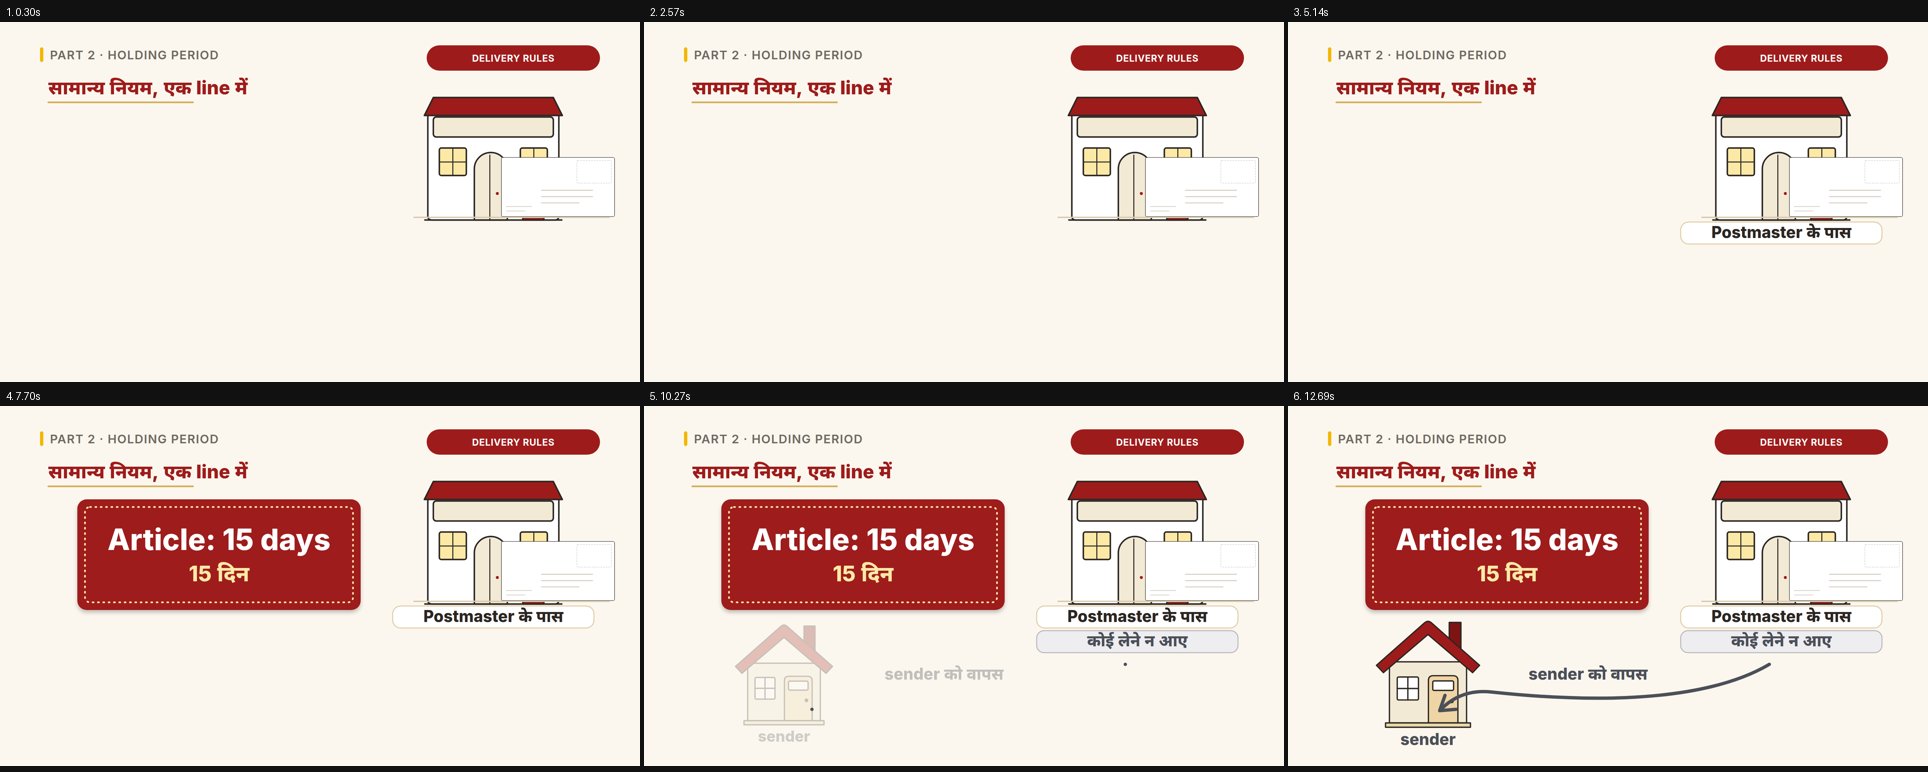 1. 0.30s
PART 2 · HOLDING PERIOD
DELIVERY RULES
सामान्य नियम, एक line में
2. 2.57s
PART 2 · HOLDING PERIOD
DELIVERY RULES
सामान्य नियम, एक line में
3. 5.14s
PART 2 · HOLDING PERIOD
DELIVERY RULES
सामान्य नियम, एक line में
Postmaster के पास
4. 7.70s
PART 2 · HOLDING PERIOD
DELIVERY RULES
सामान्य नियम, एक line में
Article: 15 days
15 दिन
Postmaster के पास
5. 10.27s
PART 2 · HOLDING PERIOD
DELIVERY RULES
सामान्य नियम, एक line में
Article: 15 days
15 दिन
Postmaster के पास
कोई लेने न आए
sender को वापस
sender
6. 12.69s
PART 2 · HOLDING PERIOD
DELIVERY RULES
सामान्य नियम, एक line में
Article: 15 days
15 दिन
Postmaster के पास
कोई लेने न आए
sender को वापस
sender